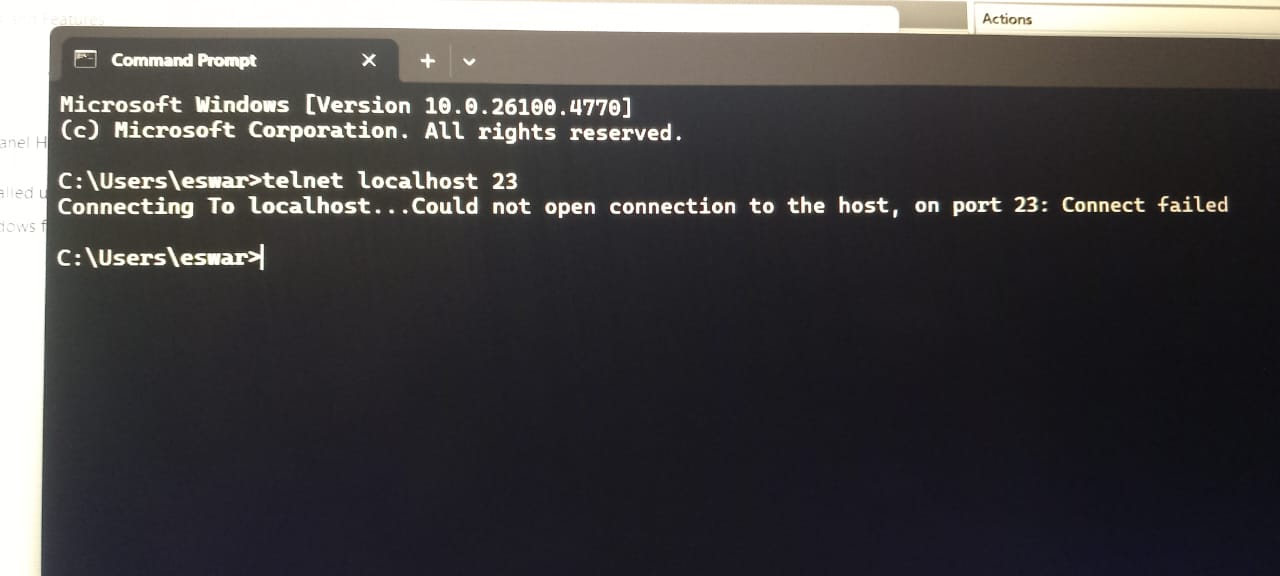 and Features
Actions
Command Prompt
Microsoft Windows [Version 10.0.26100.4770]
(c) Microsoft Corporation. All rights reserved.
C:\Users\eswar>telnet localhost 23
Connecting To localhost...Could not open connection to the host, on port 23: Connect failed
C:\Users\eswar>
anel H
alled u
dows f